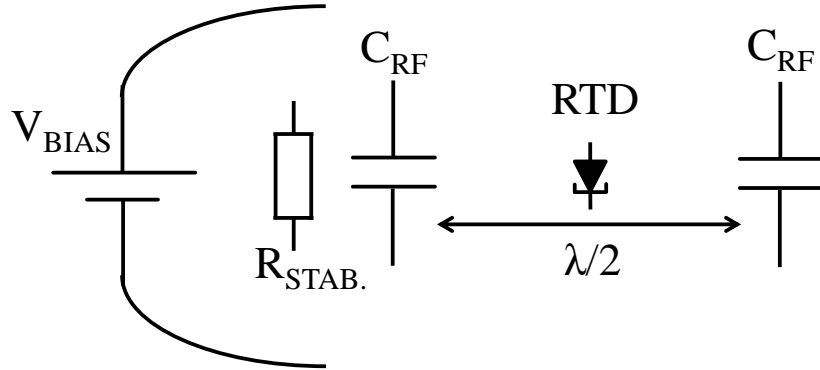 C_RF
C_RF
RTD
V_BIAS
R_STAB.
λ/2